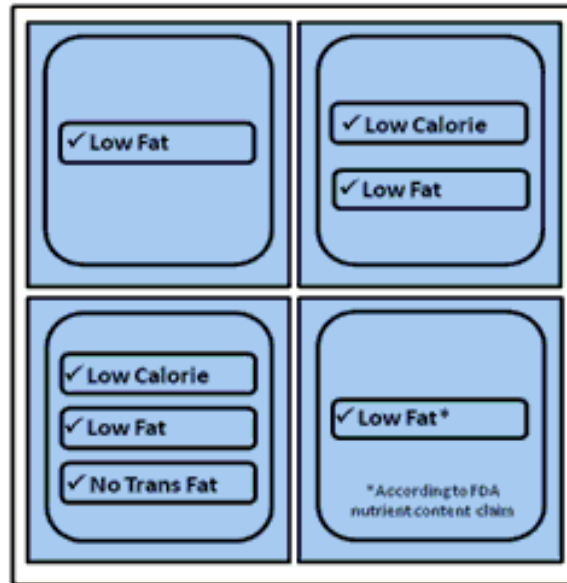 ✓ Low Fat
✓ Low Calorie
✓ Low Fat
✓ Low Calorie
✓ Low Fat
✓ No Trans Fat
✓ Low Fat*
*According to FDA
nutrient content claim